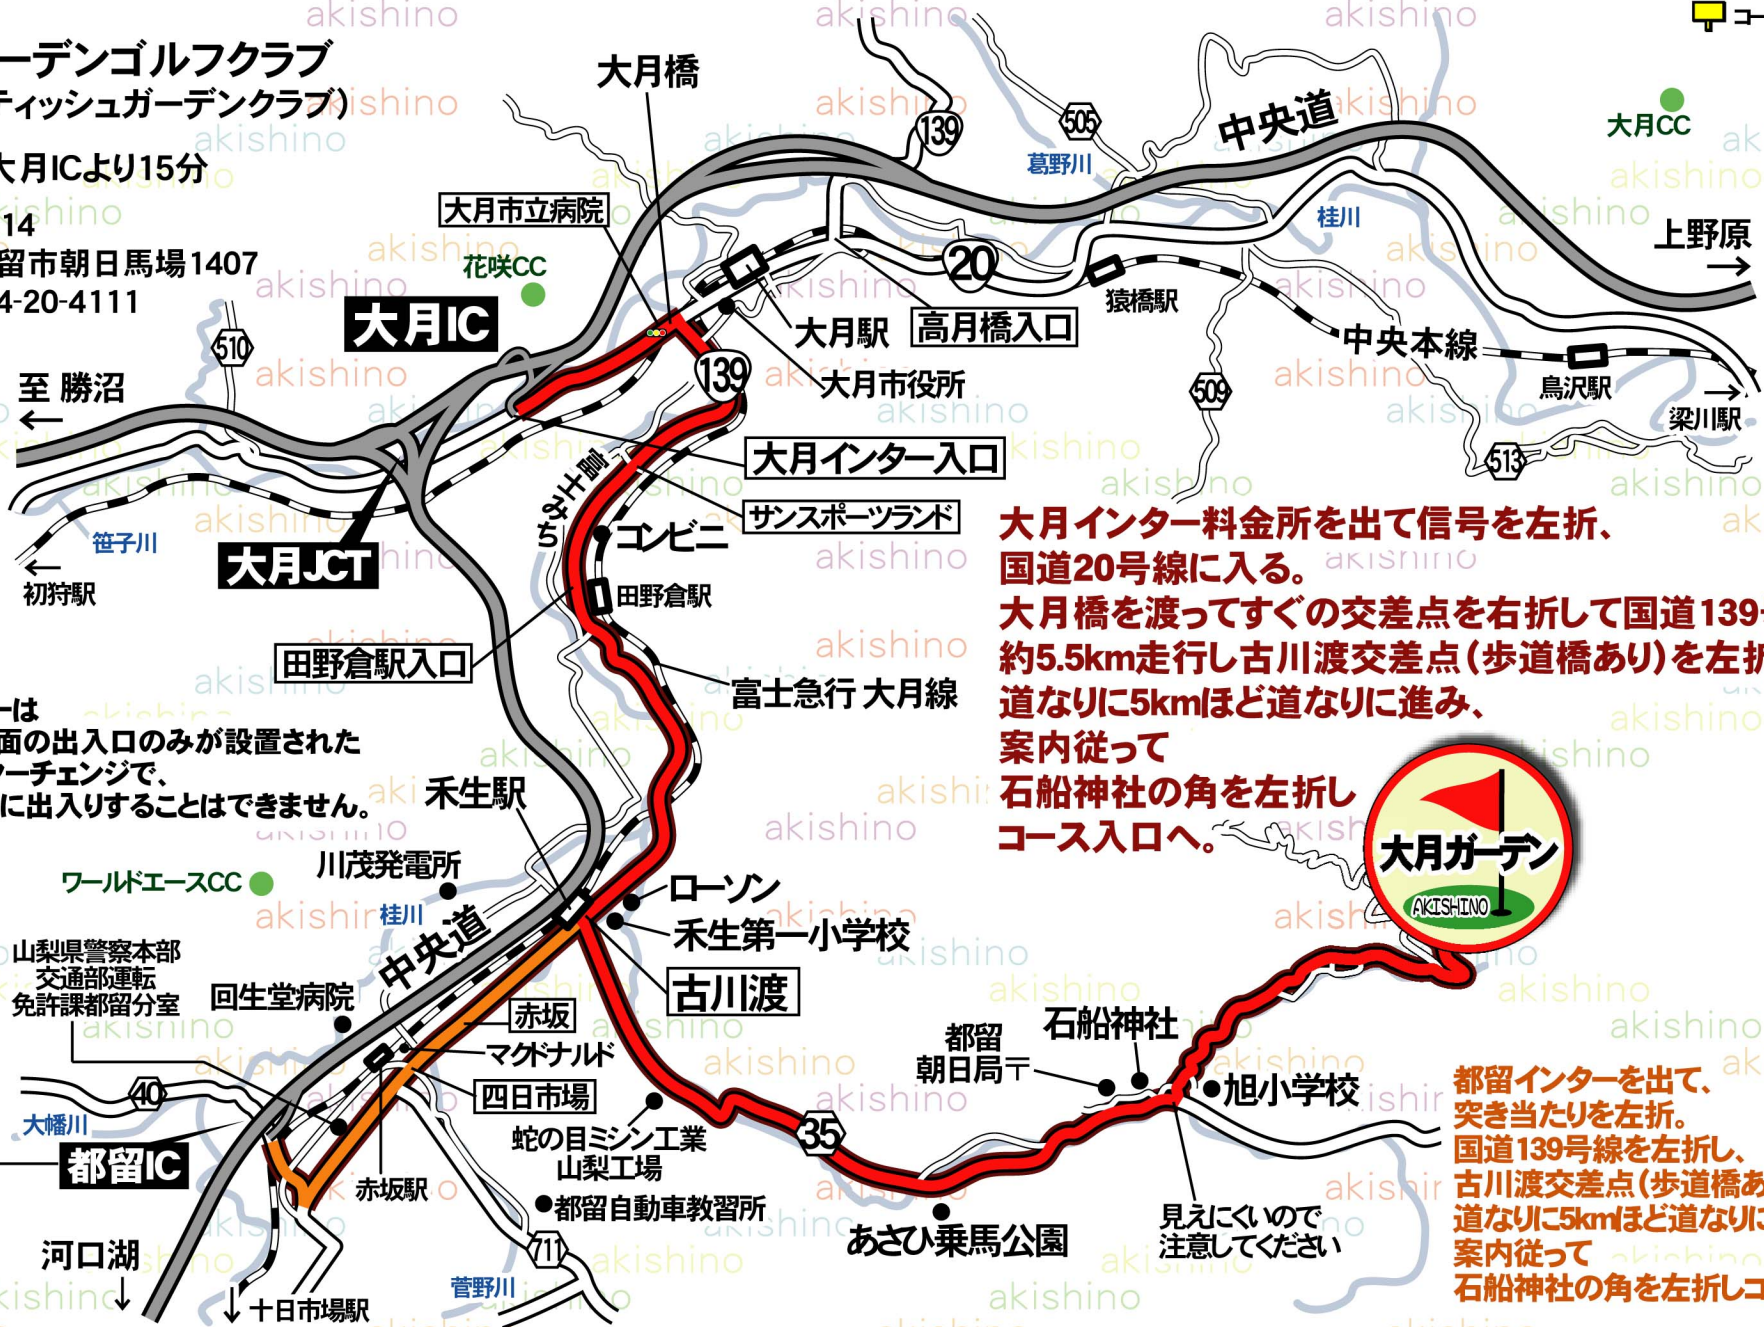 ーデンゴルフクラブ
ティッシュガーデンクラブ）
大月ICより15分
14
留市朝日馬場1407
4-20-4111
コー
大月橋
139
505
葛野川
中央道
大月CC
大月市立病院
花咲CC
桂川
上野原
→
20
大月IC
510
猿橋駅
大月駅
高月橋入口
中央本線
至 勝沼
←
139
大月市役所
509
鳥沢駅
→
梁川駅
大月インター入口
513
富士みち
サンスポーツランド
笹子川
大月JCT
コンビニ
←
初狩駅
田野倉駅
田野倉駅入口
富士急行 大月線
大月インター料金所を出て信号を左折、
国道20号線に入る。
大月橋を渡ってすぐの交差点を右折して国道139
約5.5km走行し古川渡交差点（歩道橋あり）を左折
道なりに5kmほど道なりに進み、
案内従って
石船神社の角を左折し
コース入口へ。
ーは
面の出入口のみが設置された
ターチェンジで、
に出入りすることはできません。
禾生駅
大月ガーデン
AKISHINO
川茂発電所
ワールドエースCC
桂川
中央道
ローソン
禾生第一小学校
古川渡
山梨県警察本部
交通部運転
免許課都留分室
回生堂病院
赤坂
マクドナルド
四日市場
都留
朝日局〒
石船神社
旭小学校
40
大幡川
都留IC
赤坂駅
蛇の目ミシン工業
山梨工場
35
都留自動車教習所
711
あさひ乗馬公園
見えにくいので
注意してください
河口湖
↓
↓
十日市場駅
菅野川
都留インターを出て、
突き当たりを左折。
国道139号線を左折し、
古川渡交差点（歩道橋あ
道なりに5kmほど道なりに
案内従って
石船神社の角を左折しコ